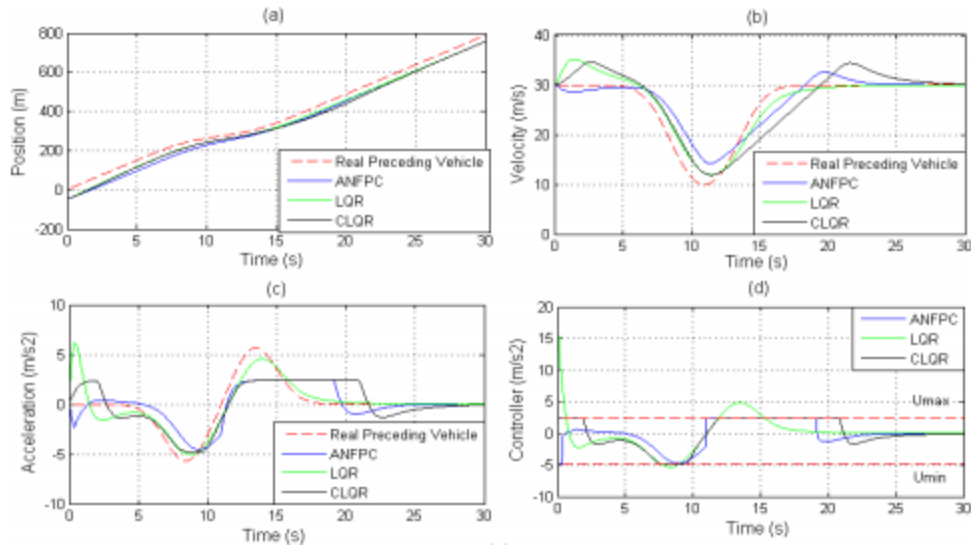 (a)
800
600
400
200
0
-200
Position (m)
Real Preceding Vehicle
ANFPC
LQR
CLQR
0 5 10 15 20 25 30
Time (s)
(b)
40
30
20
10
0
Velocity (m/s)
Real Preceding Vehicle
ANFPC
LQR
CLQR
0 5 10 15 20 25 30
Time (s)
(c)
10
5
0
-5
-10
Acceleration (m/s2)
Real Preceding Vehicle
ANFPC
LQR
CLQR
0 5 10 15 20 25 30
Time (s)
(d)
20
15
10
5
0
-5
-10
Controller (m/s2)
ANFPC
LQR
CLQR
Umax
Umin
0 5 10 15 20 25 30
Time (s)